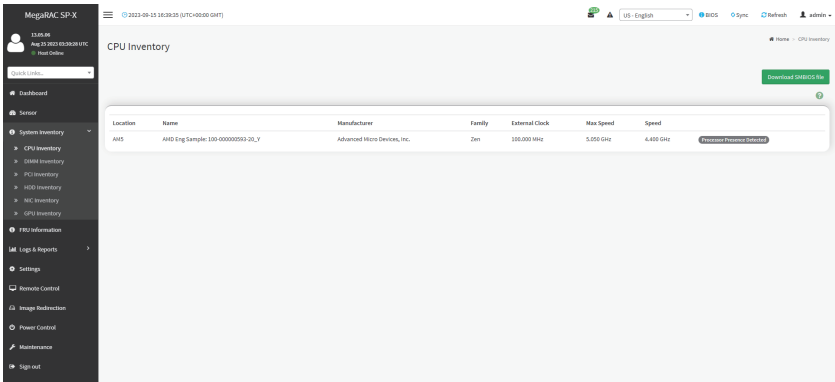 MegaRAC SP-X
2023-09-15 16:39:35 (UTC+00:00 GMT)
US - English
BIOS
Sync
Refresh
admin
13.05.06
Aug 25 2023 03:30:28 UTC
Host Online
Quick Links...
Dashboard
Sensor
System Inventory
CPU Inventory
DIMM Inventory
PCI Inventory
HDD Inventory
NIC Inventory
GPU Inventory
FRU Information
Logs & Reports
Settings
Remote Control
Image Redirection
Power Control
Maintenance
Sign out
CPU Inventory
Home > CPU Inventory
Download SMBIOS file
Location Name Manufacturer Family External Clock Max Speed Speed
AM5 AMD Eng Sample: 100-000000593-20_Y Advanced Micro Devices, Inc. Zen 100.000 MHz 5.050 GHz 4.400 GHz Processor Presence Detected